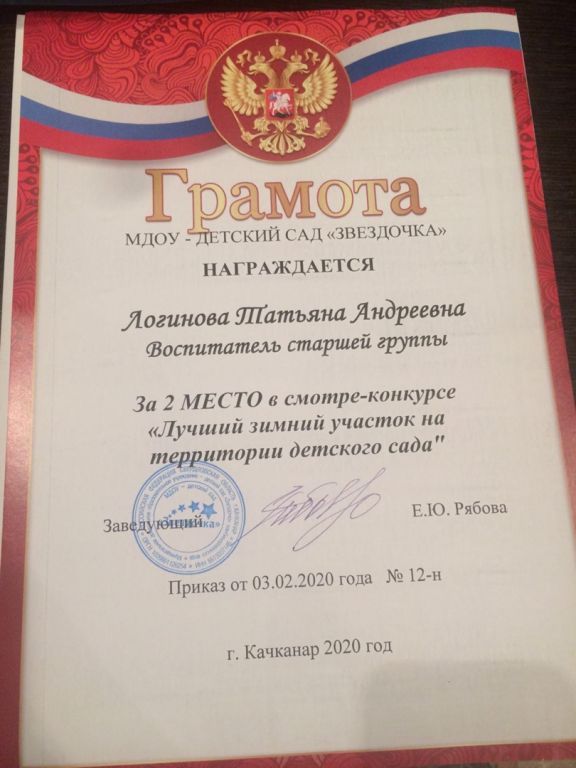 Грамота
МДОУ - ДЕТСКИЙ САД «ЗВЕЗДОЧКА»
НАГРАЖДАЕТСЯ
Логинова Татьяна Андреевна
Воспитатель старшей группы
За 2 МЕСТО в смотре-конкурсе
«Лучший зимний участок на
территории детского сада"
Заведующий Е.Ю. Рябова
Приказ от 03.02.2020 года № 12-н
г. Качканар 2020 год